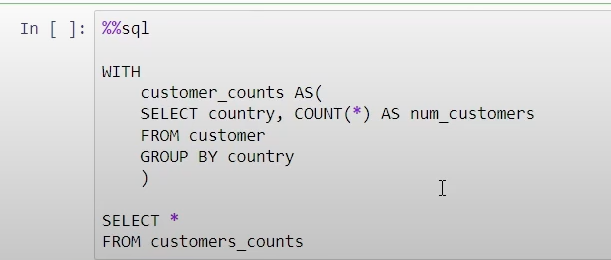 In [ ]: %%sql
WITH
customer_counts AS(
SELECT country, COUNT(*) AS num_customers
FROM customer
GROUP BY country
)
SELECT *
FROM customers_counts